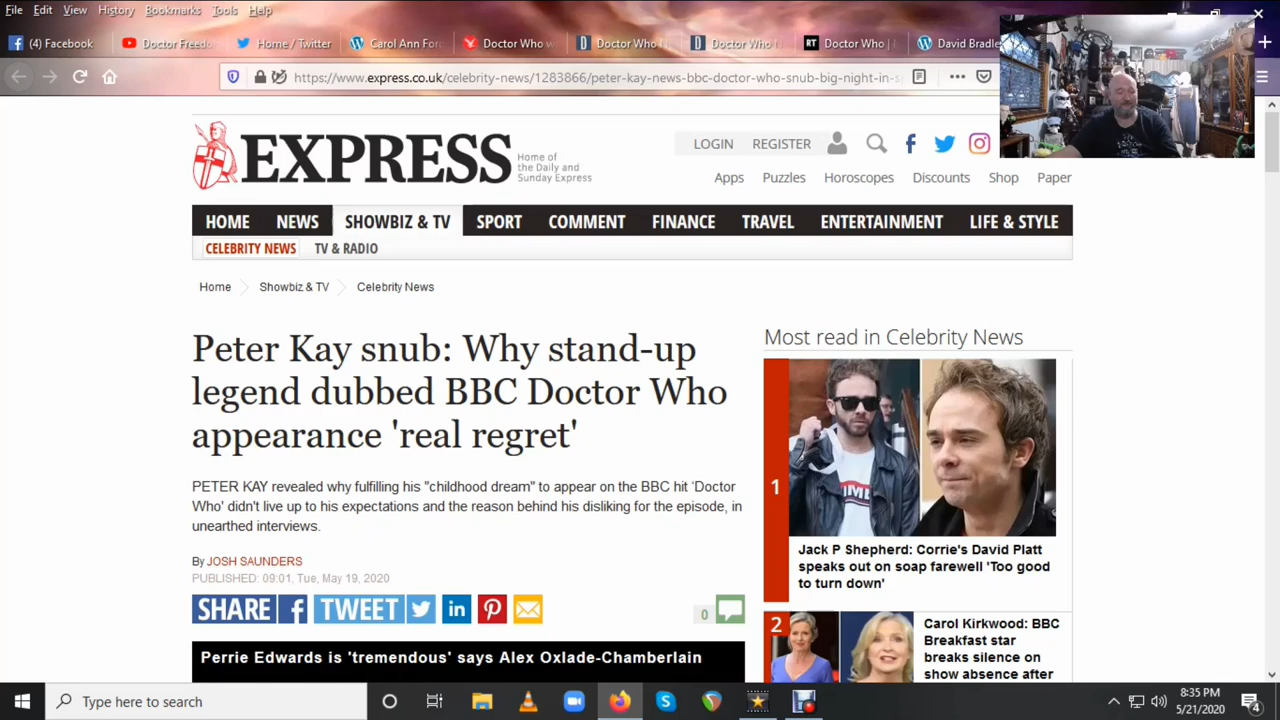 File Edit View History Bookmarks Tools Help
(4) Facebook
Doctor Freedo
Home / Twitter
Carol Ann For
Doctor Who w
Doctor Who
Doctor Who
Doctor Who |
David Bradle
https://www.express.co.uk/celebrity-news/1283866/peter-kay-news-bbc-doctor-who-snub-big-night-in-s
EXPRESS
Home of
the Daily and
Sunday Express
LOGIN REGISTER
Apps Puzzles Horoscopes Discounts Shop Paper
HOME NEWS SHOWBIZ & TV SPORT COMMENT FINANCE TRAVEL ENTERTAINMENT LIFE & STYLE
CELEBRITY NEWS TV & RADIO
Home Showbiz & TV Celebrity News
Peter Kay snub: Why stand-up
legend dubbed BBC Doctor Who
appearance 'real regret'
PETER KAY revealed why fulfilling his "childhood dream" to appear on the BBC hit ‘Doctor
Who’ didn't live up to his expectations and the reason behind his disliking for the episode, in
unearthed interviews.
By JOSH SAUNDERS
PUBLISHED: 09:01, Tue, May 19, 2020
SHARE f TWEET in
0
Perrie Edwards is 'tremendous' says Alex Oxlade-Chamberlain
Most read in Celebrity News
1
Jack P Shepherd: Corrie's David Platt
speaks out on soap farewell 'Too good
to turn down'
2
Carol Kirkwood: BBC
Breakfast star
breaks silence on
show absence after
Type here to search
8:35 PM
5/21/2020
4